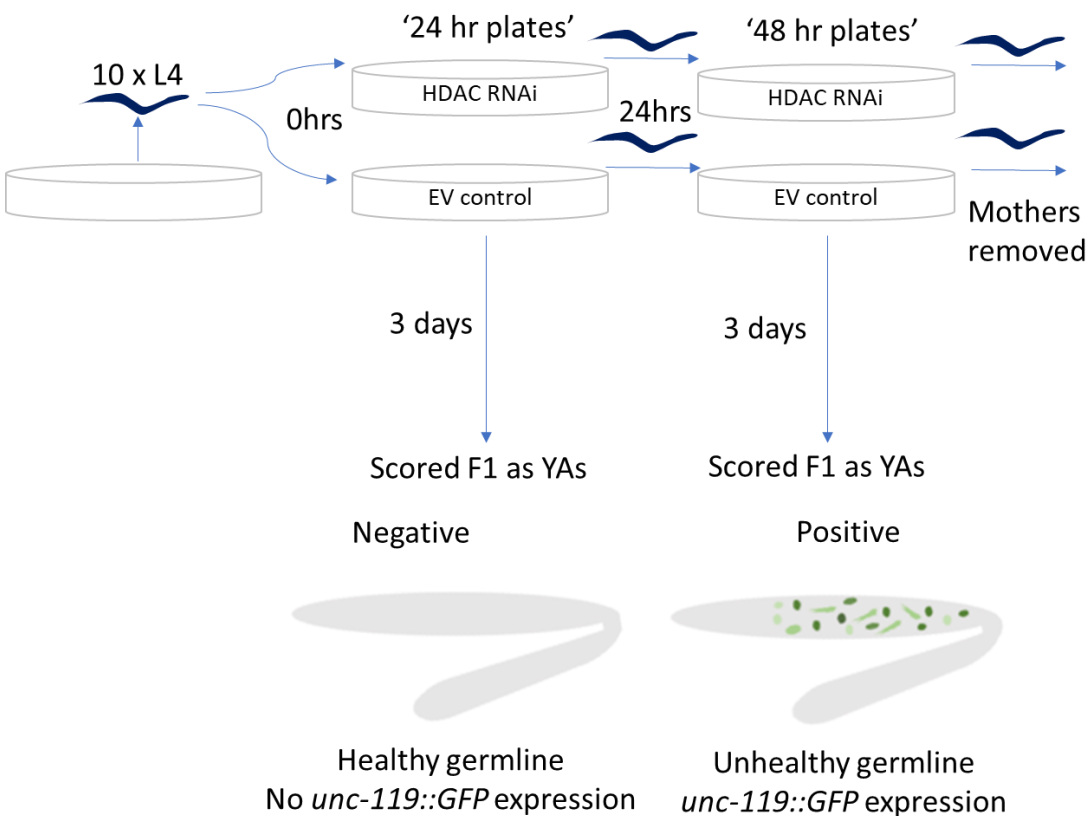 ‘24 hr plates’
‘48 hr plates’
10 x L4
HDAC RNAi
HDAC RNAi
0hrs
24hrs
EV control
EV control
Mothers
removed
3 days
3 days
Scored F1 as YAs
Scored F1 as YAs
Negative
Positive
Healthy germline
No unc-119::GFP expression
Unhealthy germline
unc-119::GFP expression